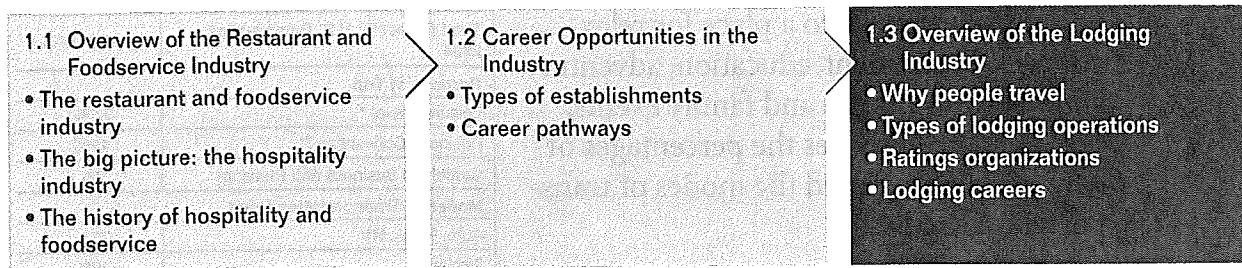 1.1 Overview of the Restaurant and
Foodservice Industry
• The restaurant and foodservice
industry
• The big picture: the hospitality
industry
• The history of hospitality and
foodservice
1.2 Career Opportunities in the
Industry
• Types of establishments
• Career pathways
1.3 Overview of the Lodging
Industry
• Why people travel
• Types of lodging operations
• Ratings organizations
• Lodging careers